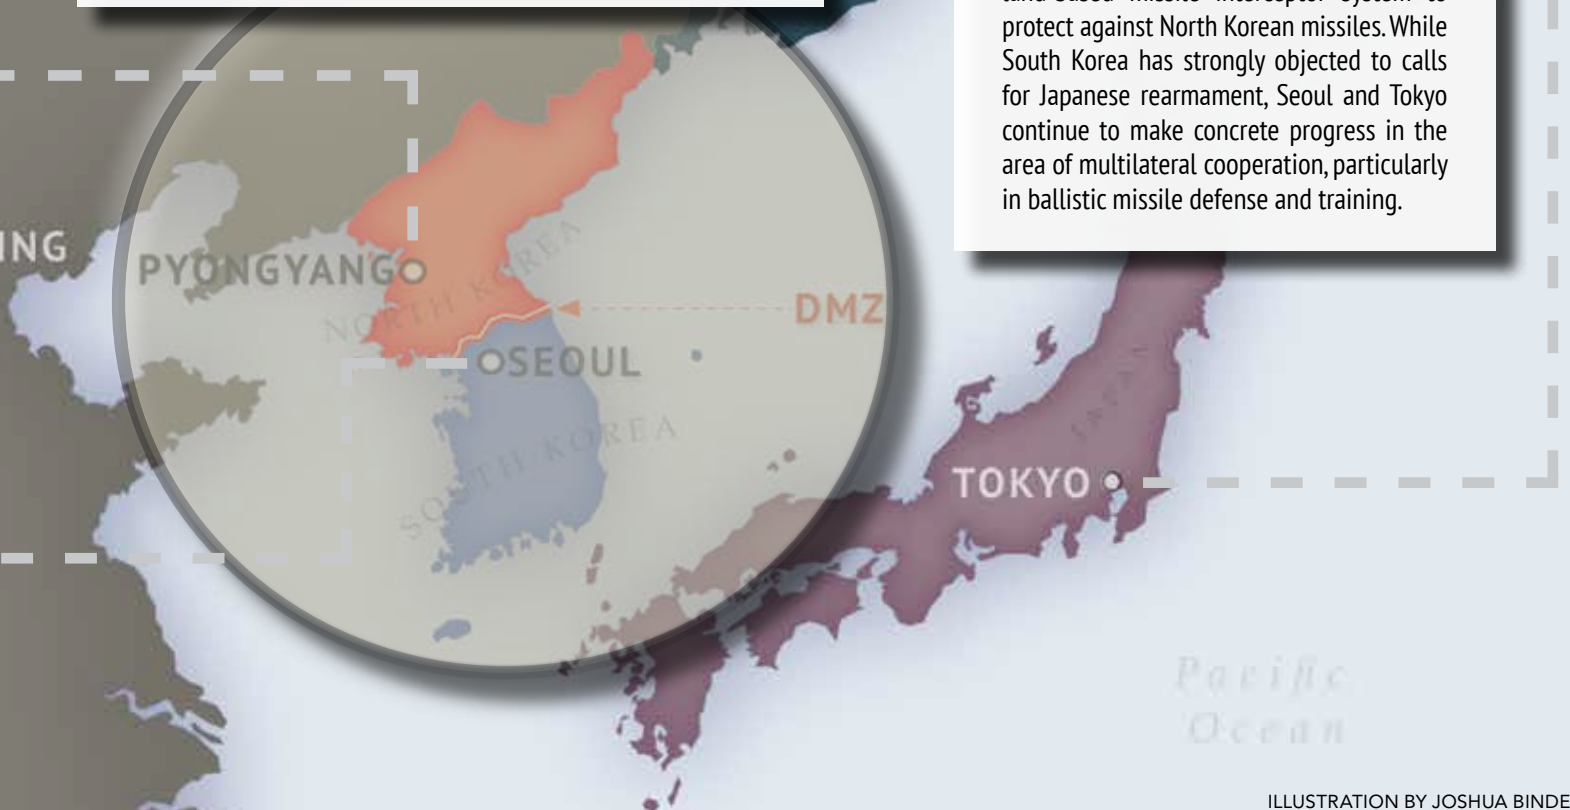 protect against North Korean missiles. While
South Korea has strongly objected to calls
for Japanese rearmament, Seoul and Tokyo
continue to make concrete progress in the
area of multilateral cooperation, particularly
in ballistic missile defense and training.
ING
PYONGYANG
NORTH KOREA
DMZ
SEOUL
SOUTH KOREA
JAPAN
TOKYO
Pacific
Ocean
ILLUSTRATION BY JOSHUA BINDE